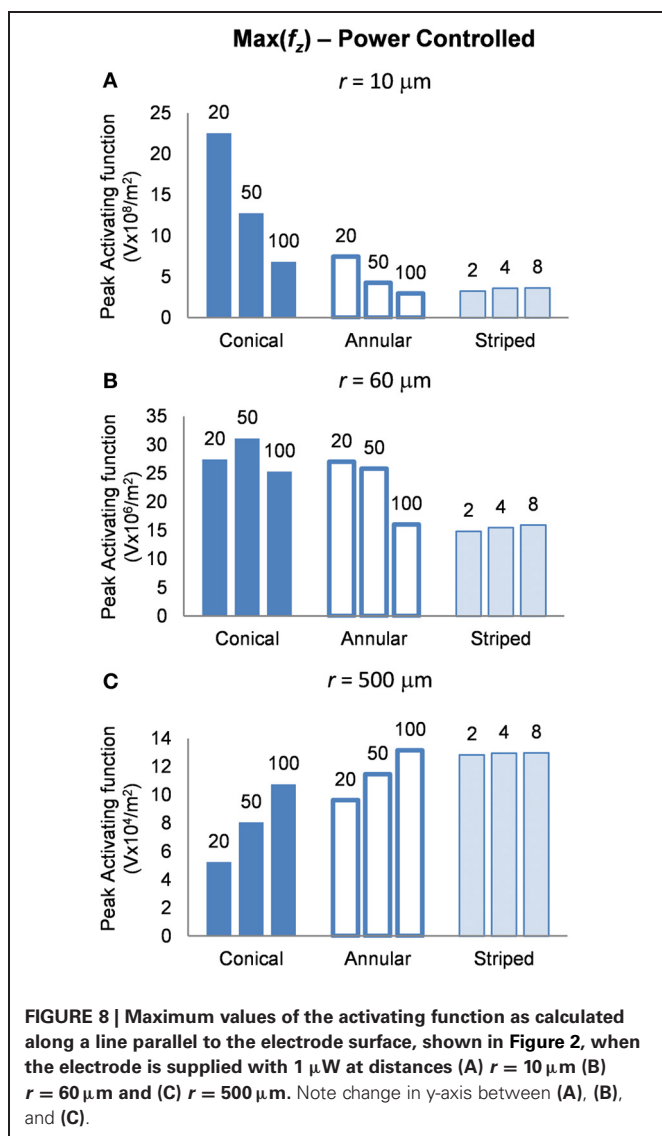 Max(fz) – Power Controlled
A
r = 10 µm
Peak Activating function
(Vx10⁸/m²)
25
20
15
10
5
0
20
50
100
20
50
100
2
4
8
Conical
Annular
Striped
B
r = 60 µm
Peak Activating function
(Vx10⁶/m²)
35
30
25
20
15
10
5
0
20
50
100
20
50
100
2
4
8
Conical
Annular
Striped
C
r = 500 µm
Peak Activating function
(Vx10⁴/m²)
14
12
10
8
6
4
2
0
20
50
100
20
50
100
2
4
8
Conical
Annular
Striped
FIGURE 8 | Maximum values of the activating function as calculated
along a line parallel to the electrode surface, shown in Figure 2, when
the electrode is supplied with 1 µW at distances (A) r = 10 µm (B)
r = 60 µm and (C) r = 500 µm. Note change in y-axis between (A), (B),
and (C).